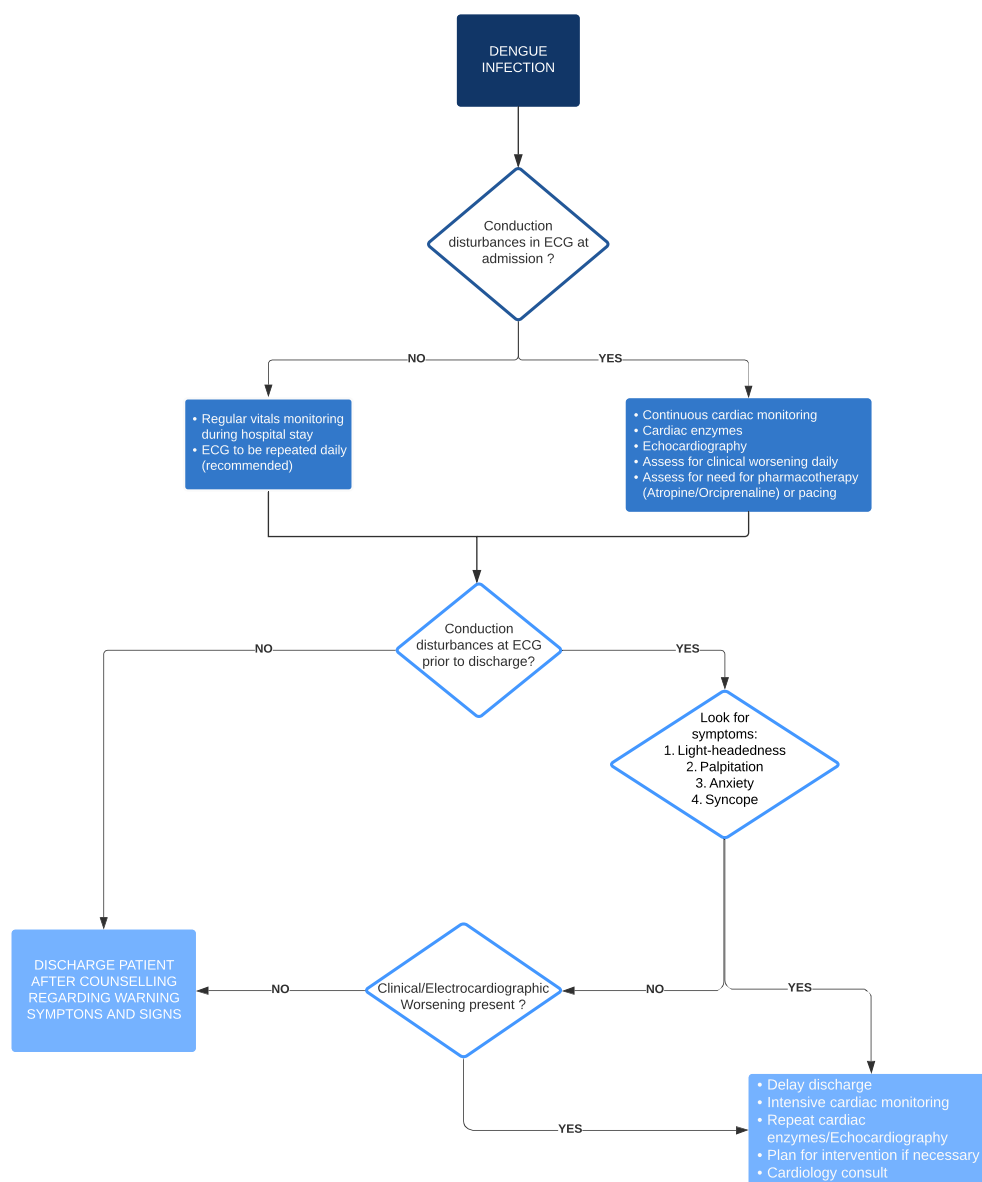 DENGUE
INFECTION
Conduction
disturbances in ECG at
admission ?
NO
YES
• Regular vitals monitoring
during hospital stay
• ECG to be repeated daily
(recommended)
• Continuous cardiac monitoring
• Cardiac enzymes
• Echocardiography
• Assess for clinical worsening daily
• Assess for need for pharmacotherapy
(Atropine/Orciprenaline) or pacing
Conduction
disturbances at ECG
prior to discharge?
NO
YES
Look for
symptoms:
1. Light-headedness
2. Palpitation
3. Anxiety
4. Syncope
DISCHARGE PATIENT
AFTER COUNSELLING
REGARDING WARNING
SYMPTONS AND SIGNS
NO
Clinical/Electrocardiographic
Worsening present ?
NO
YES
YES
• Delay discharge
• Intensive cardiac monitoring
• Repeat cardiac
enzymes/Echocardiography
• Plan for intervention if necessary
• Cardiology consult